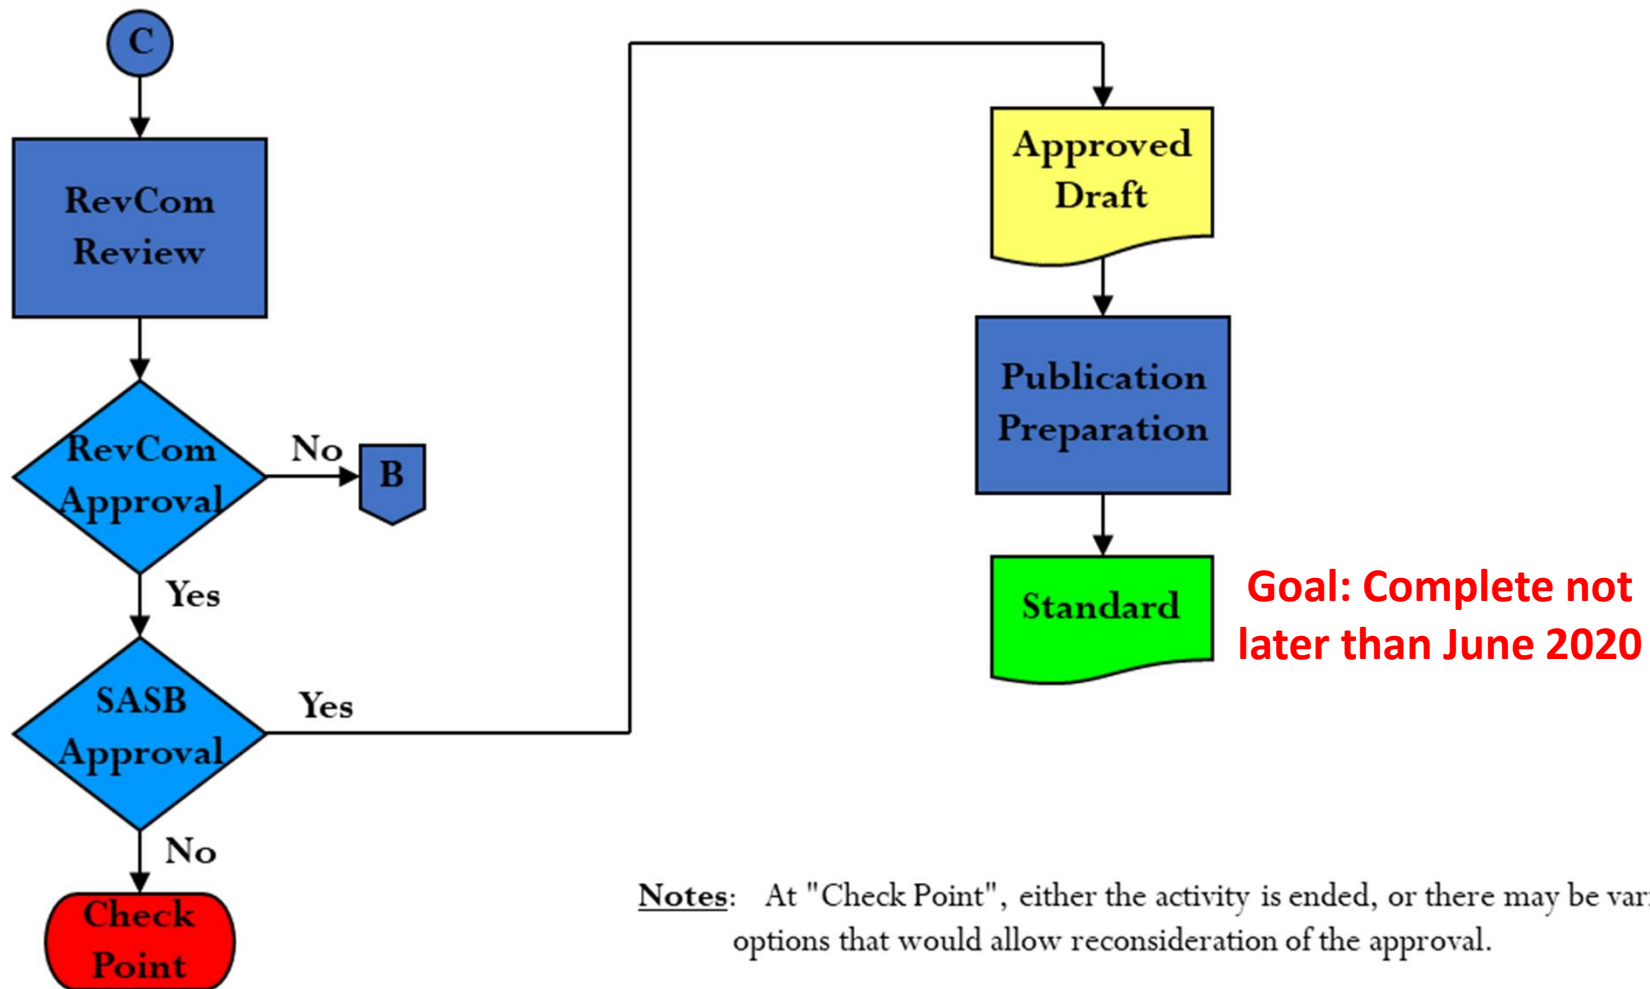 C
RevCom
Review
RevCom
Approval
No
B
Yes
SASB
Approval
Yes
No
Check
Point
Approved
Draft
Publication
Preparation
Standard
Goal: Complete not
later than June 2020
Notes: At "Check Point", either the activity is ended, or there may be
options that would allow reconsideration of the approval.